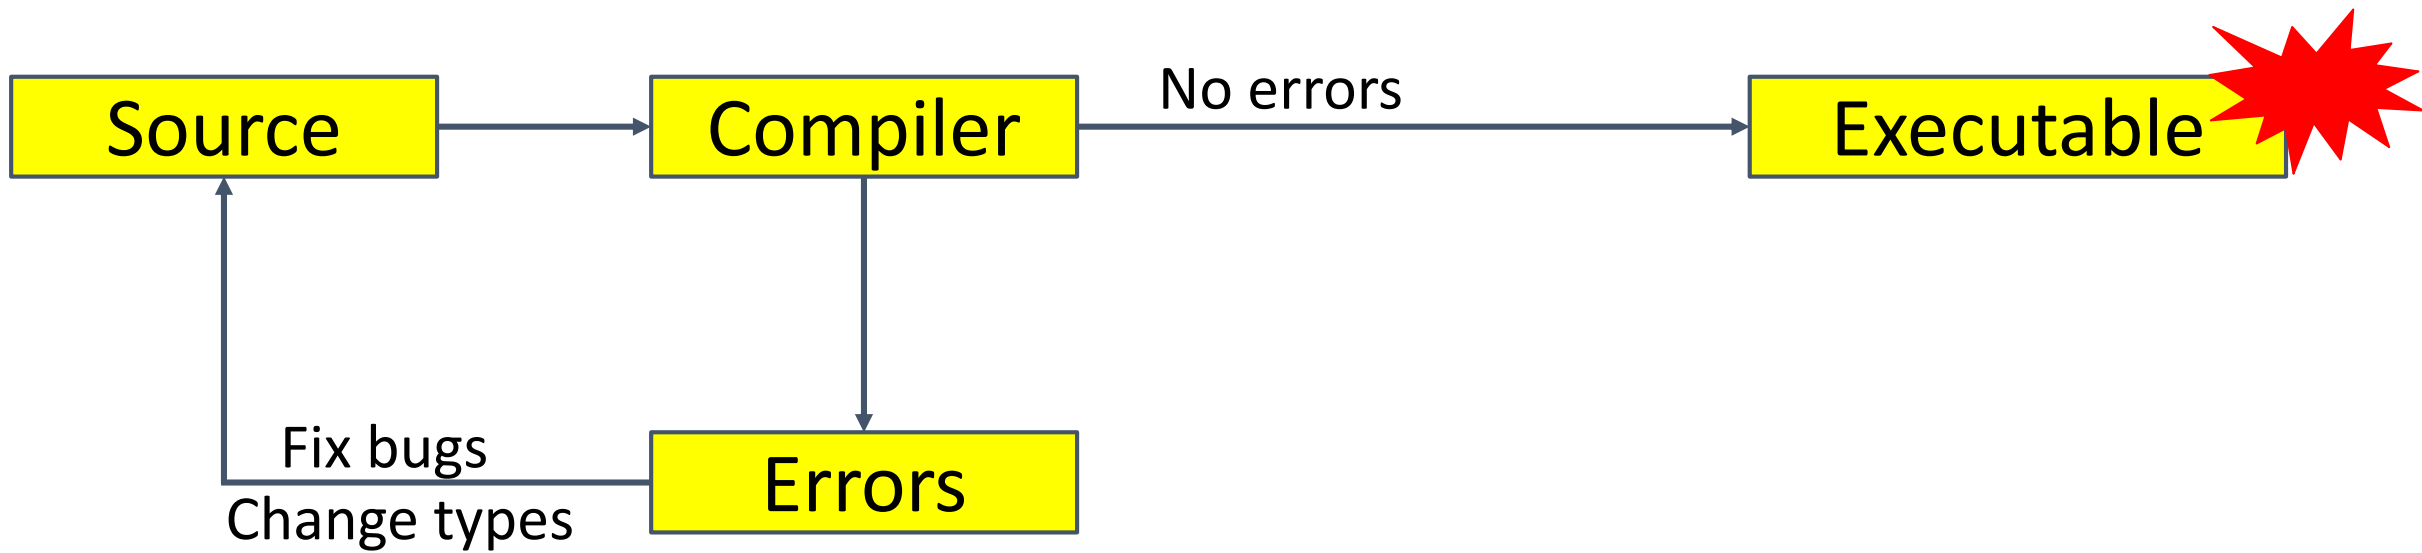 Source
Compiler
No errors
Executable
Fix bugs
Change types
Errors